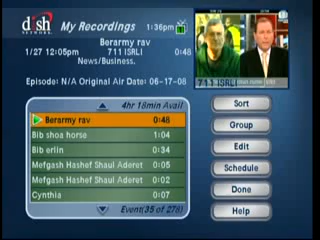 dish
NETWORK
My Recordings
1:36pm
Berarmy rav
1/27 12:05pm
711 ISRLI
0:48
News/Business.
711 ISRLI
Episode: N/A Original Air Date: 06-17-08
4hr 18min Avail
Berarmy rav 0:48
Bib shoa horse 1:04
Bib erlin 0:34
Mefgash Hashef Shaul Aderet 0:05
Mefgash Hashef Shaul Aderet 0:02
Cynthia 0:07
Event(35 of 276)
Sort
Group
Edit
Schedule
Done
Help